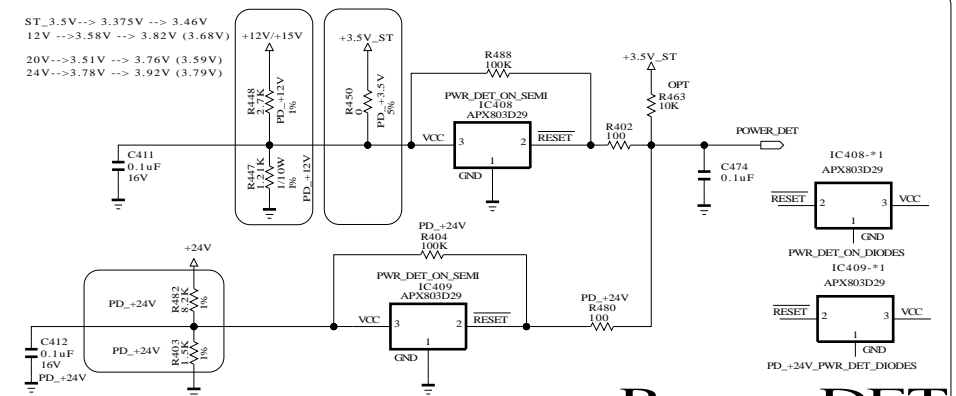 ST_3.5V--> 3.375V --> 3.46V
12V -->3.58V --> 3.82V (3.68V)
20V-->3.51V --> 3.76V (3.59V)
24V-->3.78V --> 3.92V (3.79V)
+12V/+15V
R448
2.7K
PD_+12V
1%
R447
1.21K
1/10W
1%
PD_+12V
C411
0.1uF
16V
+3.5V_ST
R450
0
PD_+3.5V
5%
R488
100K
PWR_DET_ON_SEMI
IC408
APX803D29
VCC
3
2
RESET
1
GND
R402
100
+3.5V_ST
OPT
R463
10K
POWER_DET
C474
0.1uF
IC408-*1
APX803D29
RESET
2
3
VCC
1
GND
PWR_DET_ON_DIODES
IC409-*1
APX803D29
RESET
2
3
VCC
1
GND
PD_+24V_PWR_DET_DIODES
+24V
PD_+24V
R482
8.2K
1%
PD_+24V
R403
1.5K
1%
C412
0.1uF
16V
PD_+24V
PD_+24V
R404
100K
PWR_DET_ON_SEMI
IC409
APX803D29
VCC
3
2
RESET
1
GND
PD_+24V
R480
100
DET